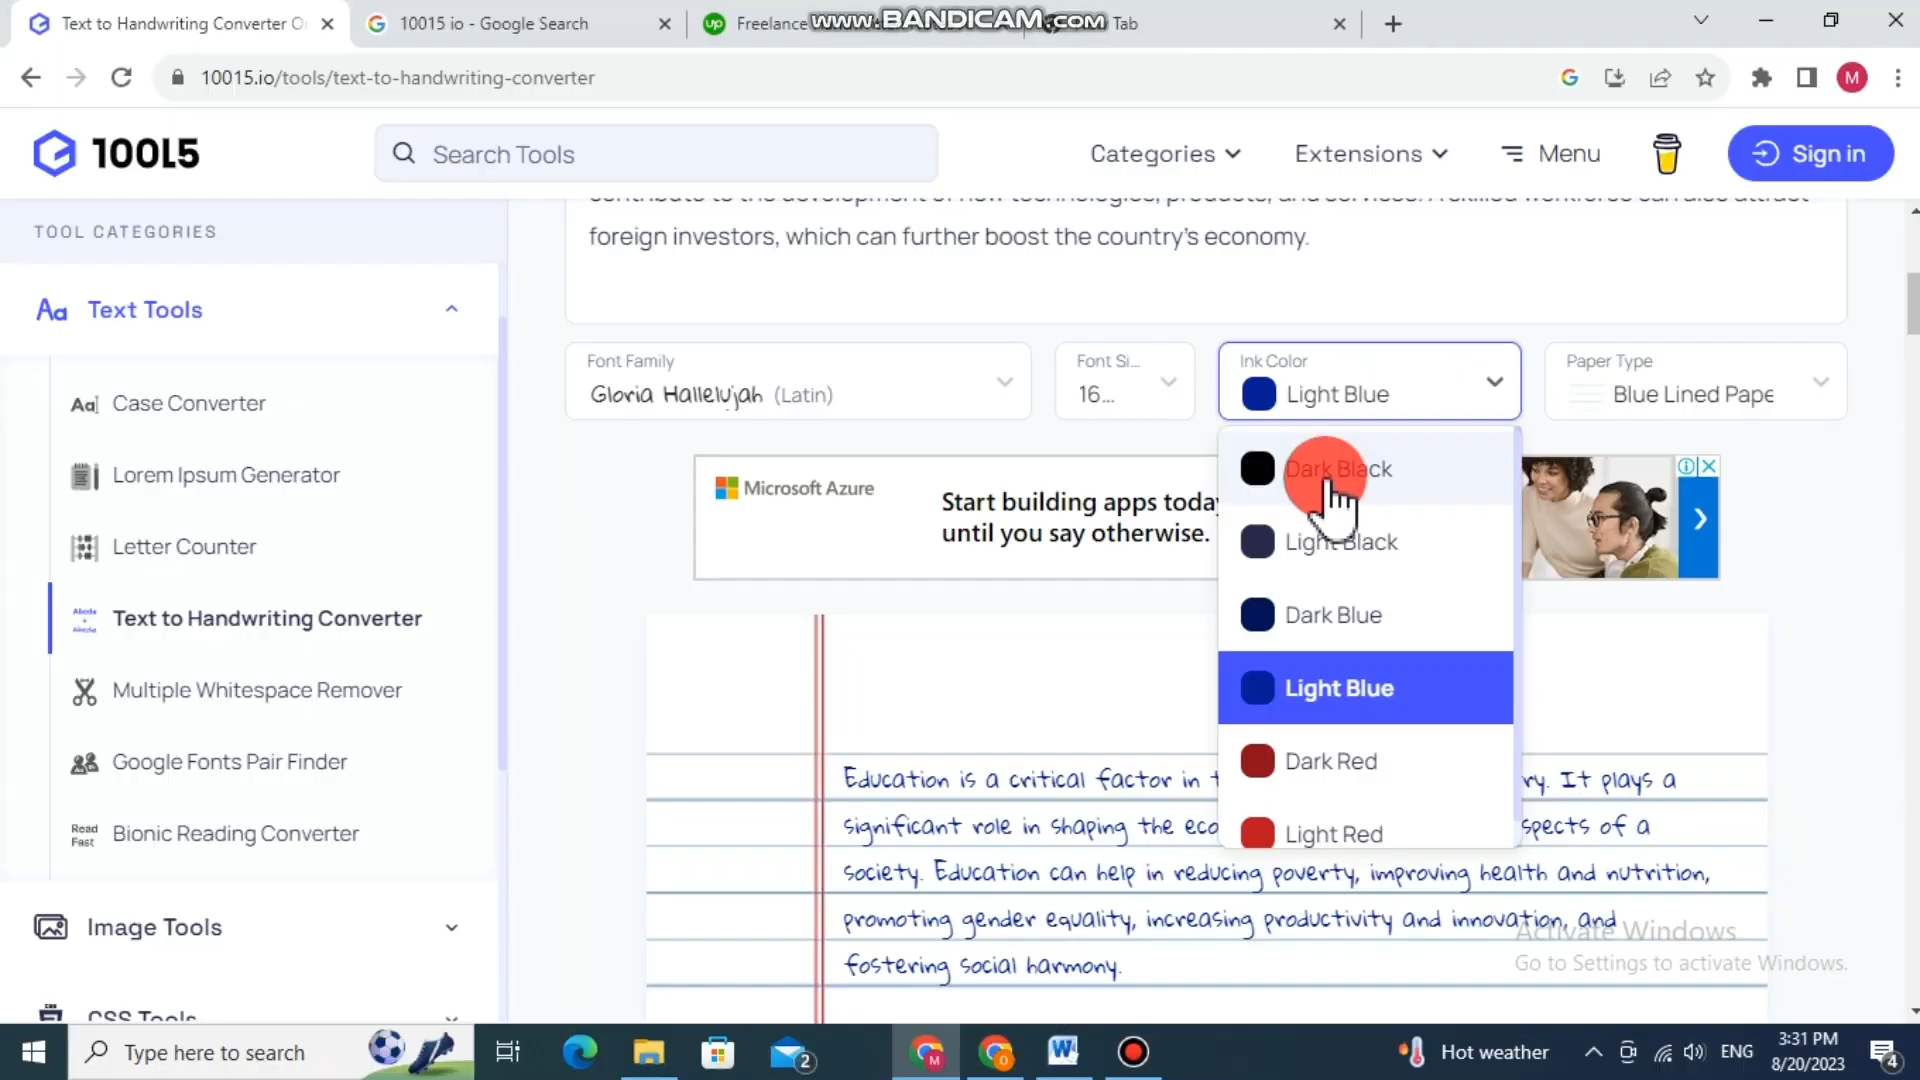 Text to Handwriting Converter O
10015 io - Google Search
Freelance
Tab
www.BANDICAM.com
10015.io/tools/text-to-handwriting-converter
M
10015
Search Tools
Categories
Extensions
Menu
Sign in
TOOL CATEGORIES
foreign investors, which can further boost the country's economy.
Aa Text Tools
Font Family
Gloria Hallelujah (Latin)
Font Si...
16...
Ink Color
Light Blue
Paper Type
Blue Lined Pape
Aa Case Converter
Lorem Ipsum Generator
Letter Counter
Text to Handwriting Converter
Multiple Whitespace Remover
Google Fonts Pair Finder
Read Fast Bionic Reading Converter
Image Tools
CSS Tools
Dark Black
Light Black
Dark Blue
Light Blue
Dark Red
Light Red
Microsoft Azure
Start building apps today
until you say otherwise.
Education is a critical factor in t ry. It plays a
significant role in shaping the eco spects of a
society. Education can help in reducing poverty, improving health and nutrition,
promoting gender equality, increasing productivity and innovation, and
fostering social harmony.
Activate Windows
Go to Settings to activate Windows.
Type here to search
2
Hot weather
ENG
3:31 PM
8/20/2023
4